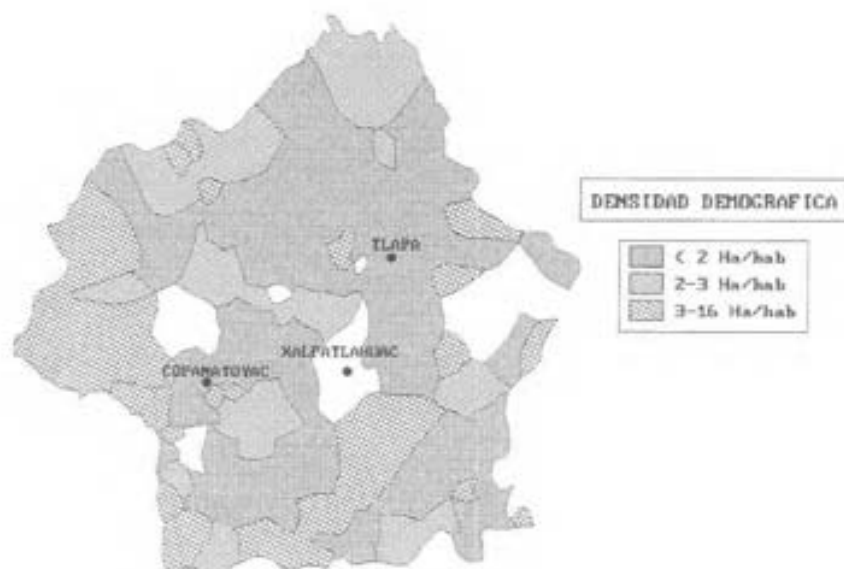 DENSIDAD DEMOGRAFICA
TLAPA
< 2 Ha/hab
2-3 Ha/hab
3-16 Ha/hab
XALPATLAHUAC
COPANATOYAC